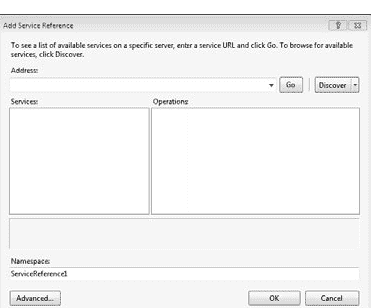 Add Service Reference
To see a list of available services on a specific server, enter a service URL and click Go. To browse for available
services, click Discover.
Address:
Go
Discover
Services:
Operations:
Namespace:
ServiceReference1
Advanced...
OK
Cancel